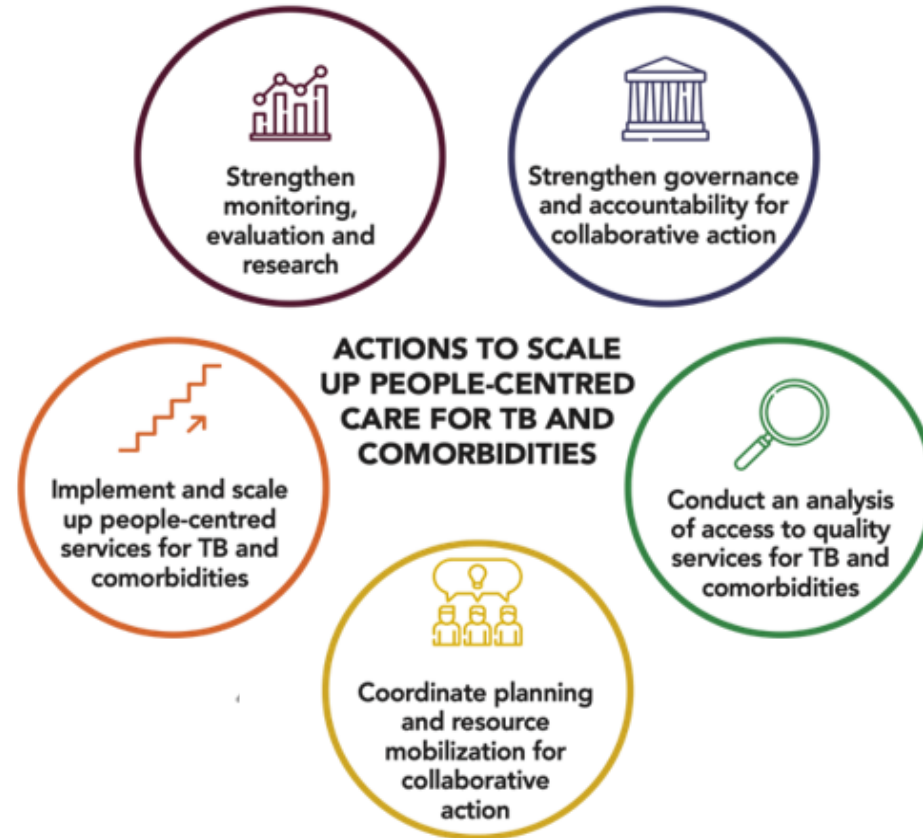 Strengthen
monitoring,
evaluation and
research
Strengthen governance
and accountability for
collaborative action
ACTIONS TO SCALE
UP PEOPLE-CENTRED
CARE FOR TB AND
COMORBIDITIES
Implement and scale
up people-centred
services for TB and
comorbidities
Conduct an analysis
of access to quality
services for TB and
comorbidities
Coordinate planning
and resource
mobilization for
collaborative
action